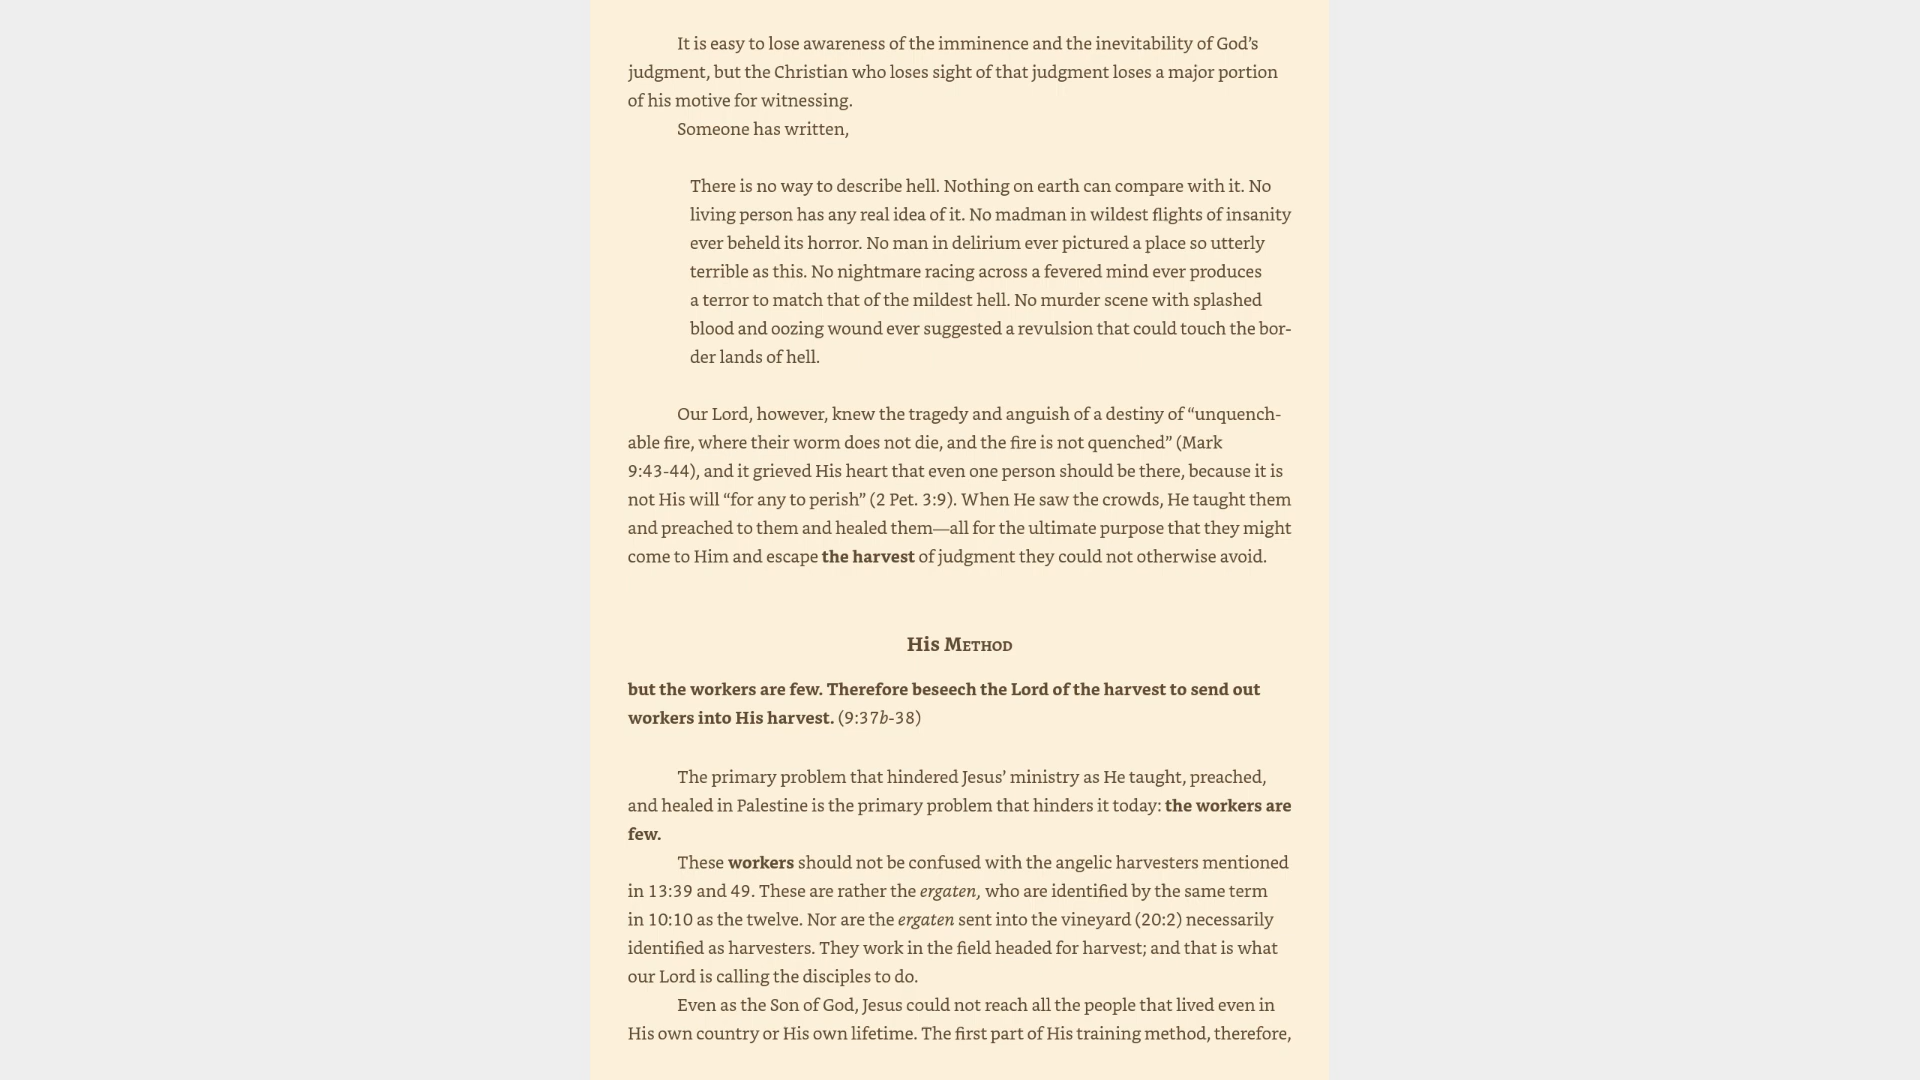 It is easy to lose awareness of the imminence and the inevitability of God’s
judgment, but the Christian who loses sight of that judgment loses a major portion
of his motive for witnessing.
Someone has written,
There is no way to describe hell. Nothing on earth can compare with it. No
living person has any real idea of it. No madman in wildest flights of insanity
ever beheld its horror. No man in delirium ever pictured a place so utterly
terrible as this. No nightmare racing across a fevered mind ever produces
a terror to match that of the mildest hell. No murder scene with splashed
blood and oozing wound ever suggested a revulsion that could touch the bor-
der lands of hell.
Our Lord, however, knew the tragedy and anguish of a destiny of “unquench-
able fire, where their worm does not die, and the fire is not quenched” (Mark
9:43-44), and it grieved His heart that even one person should be there, because it is
not His will “for any to perish” (2 Pet. 3:9). When He saw the crowds, He taught them
and preached to them and healed them—all for the ultimate purpose that they might
come to Him and escape the harvest of judgment they could not otherwise avoid.
His Method
but the workers are few. Therefore beseech the Lord of the harvest to send out
workers into His harvest. (9:37b-38)
The primary problem that hindered Jesus’ ministry as He taught, preached,
and healed in Palestine is the primary problem that hinders it today: the workers are
few.
These workers should not be confused with the angelic harvesters mentioned
in 13:39 and 49. These are rather the ergaten, who are identified by the same term
in 10:10 as the twelve. Nor are the ergaten sent into the vineyard (20:2) necessarily
identified as harvesters. They work in the field headed for harvest; and that is what
our Lord is calling the disciples to do.
Even as the Son of God, Jesus could not reach all the people that lived even in
His own country or His own lifetime. The first part of His training method, therefore,